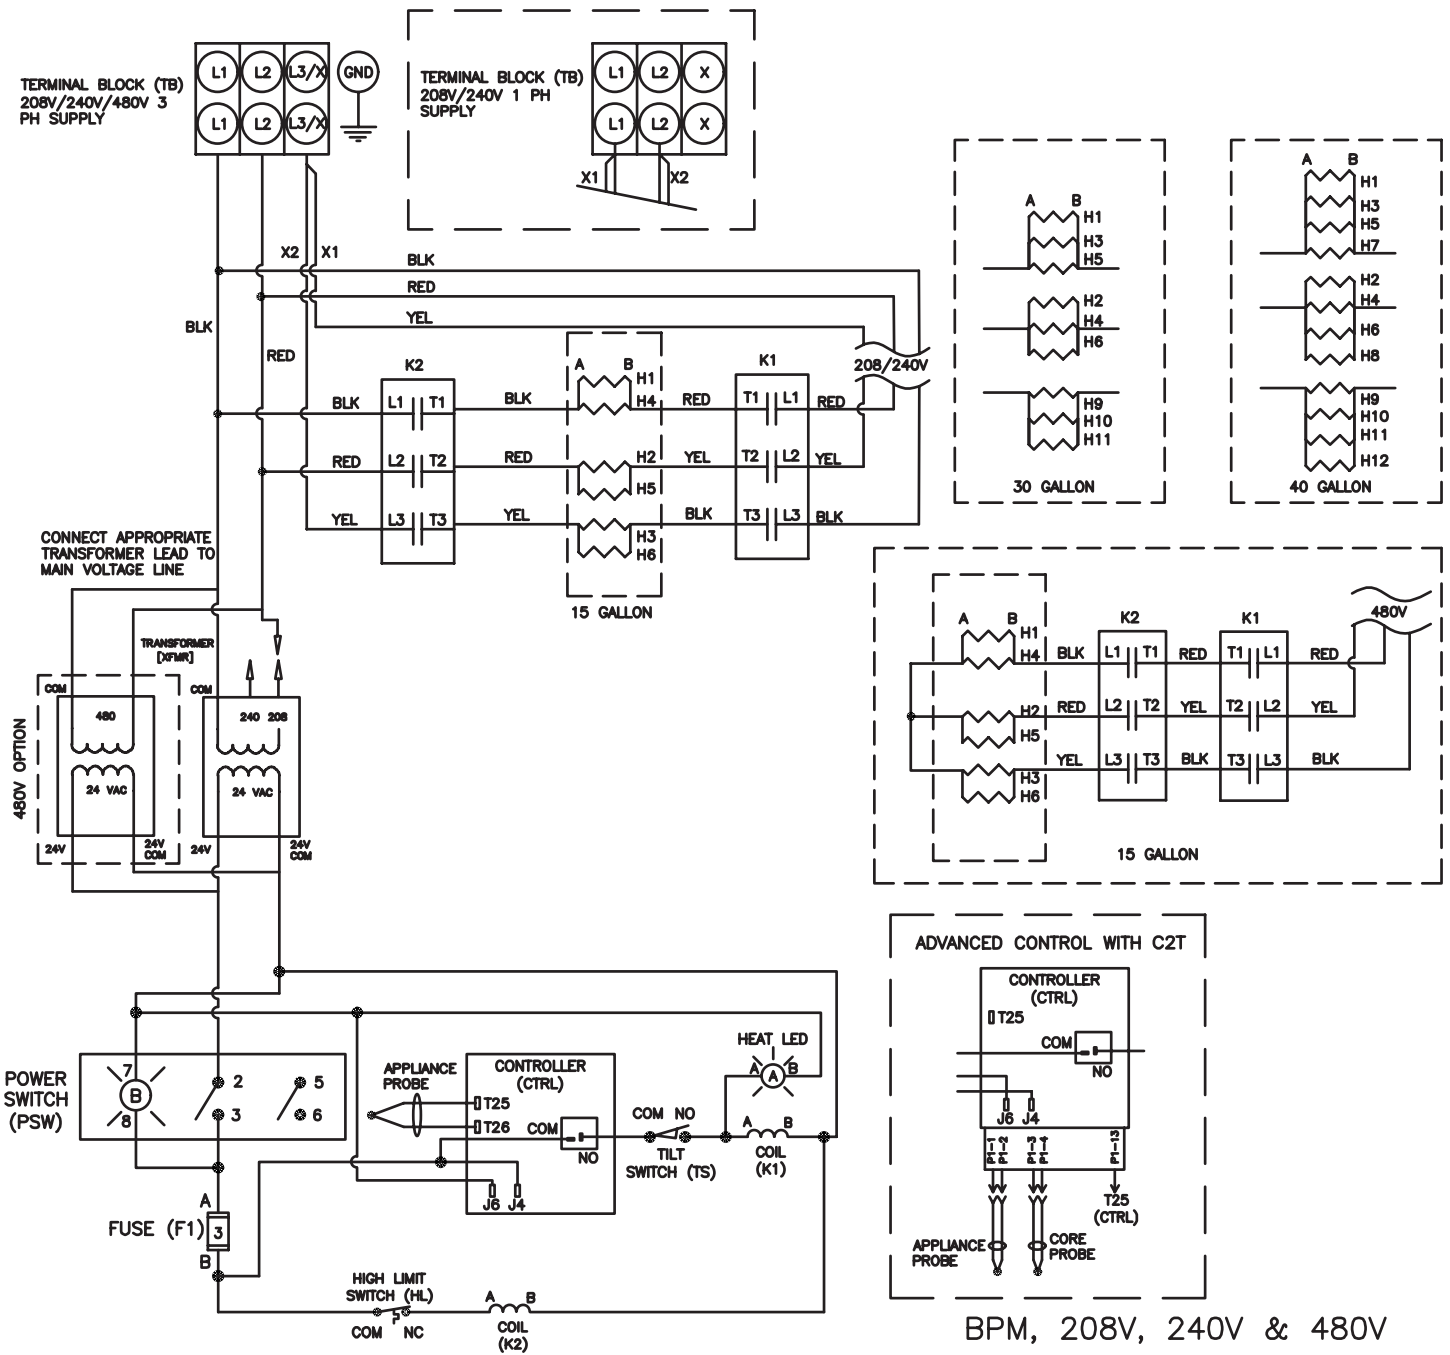 TERMINAL BLOCK (TB)
208V/240V/480V 3
PH SUPPLY
L1 L2 L3/X GND
L1 L2 L3/X
TERMINAL BLOCK (TB)
208V/240V 1 PH
SUPPLY
L1 L2 X
L1 L2 X
X1 X2
X2 X1
BLK
RED
YEL
BLK
RED
208/240V
K2
L1 T1
L2 T2
L3 T3
BLK
RED
YEL
BLK
RED
YEL
A B
H1
H4
H2
H5
H3
H6
15 GALLON
RED
YEL
BLK
K1
T1 L1
T2 L2
T3 L3
RED
YEL
BLK
A B
H1
H3
H5
H2
H4
H6
H9
H10
H11
30 GALLON
A B
H1
H3
H5
H7
H2
H4
H6
H8
H9
H10
H11
H12
40 GALLON
CONNECT APPROPRIATE
TRANSFORMER LEAD TO
MAIN VOLTAGE LINE
TRANSFORMER
[XFMR]
COM
480
24 VAC
24V
24V
COM
480V OPTION
COM
240 208
24 VAC
24V
24V
COM
480V
A B
H1
H4
H2
H5
H3
H6
BLK
RED
YEL
K2
L1 T1
L2 T2
L3 T3
RED
YEL
BLK
K1
T1 L1
T2 L2
T3 L3
RED
YEL
BLK
15 GALLON
POWER
SWITCH
(PSW)
7
B
8
2
3
5
6
A
FUSE (F1)
3
B
APPLIANCE
PROBE
CONTROLLER
(CTRL)
T25
T26
COM
NO
J6 J4
COM NO
TILT
SWITCH (TS)
HEAT LED
A A B
A B
COIL
(K1)
HIGH LIMIT
SWITCH (HL)
COM NC
A B
COIL
(K2)
ADVANCED CONTROL WITH C2T
CONTROLLER
(CTRL)
T25
COM
NO
J6 J4
P1-1
P1-2
P1-3
P1-4
P1-13
T25
(CTRL)
APPLIANCE
PROBE
CORE
PROBE
BPM, 208V, 240V & 480V